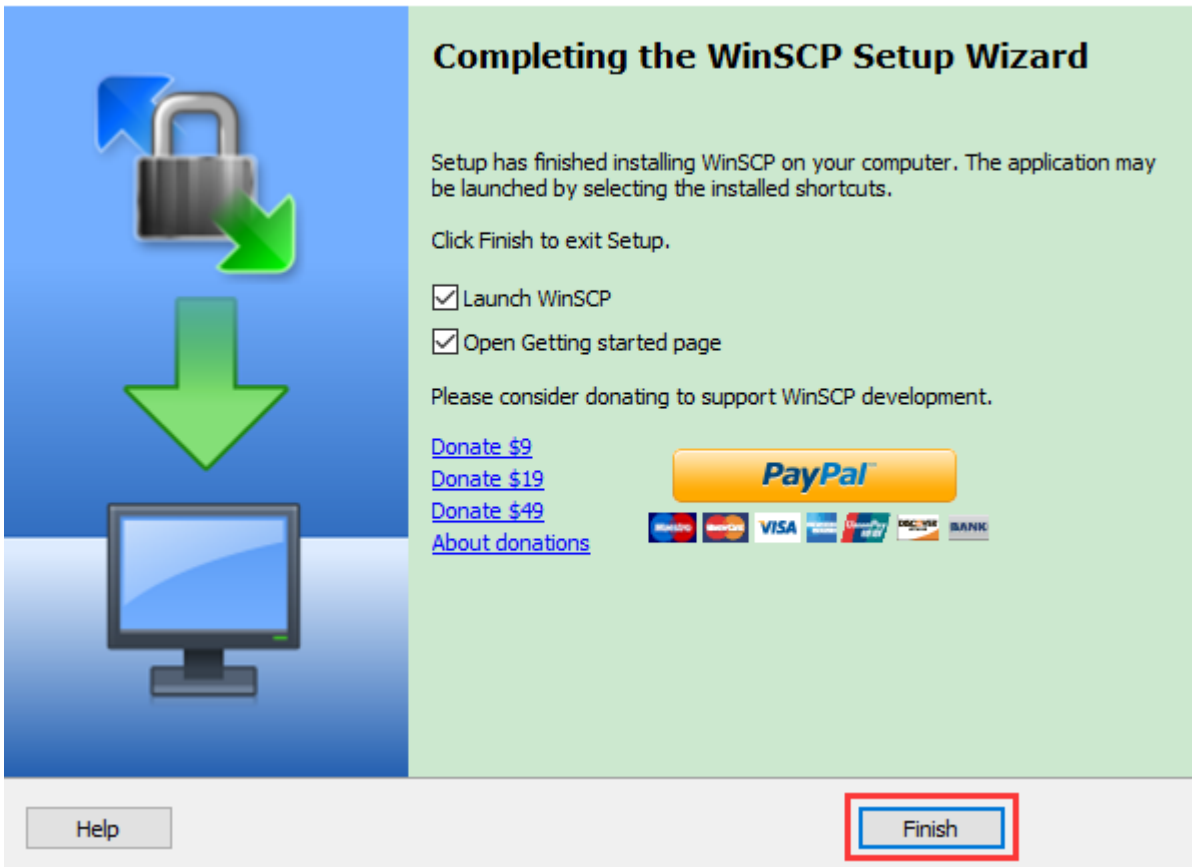 Completing the WinSCP Setup Wizard
Setup has finished installing WinSCP on your computer. The application may
be launched by selecting the installed shortcuts.
Click Finish to exit Setup.
Launch WinSCP
Open Getting started page
Please consider donating to support WinSCP development.
Donate $9
Donate $19
Donate $49
About donations
PayPal
VISA
BANK
Help
Finish